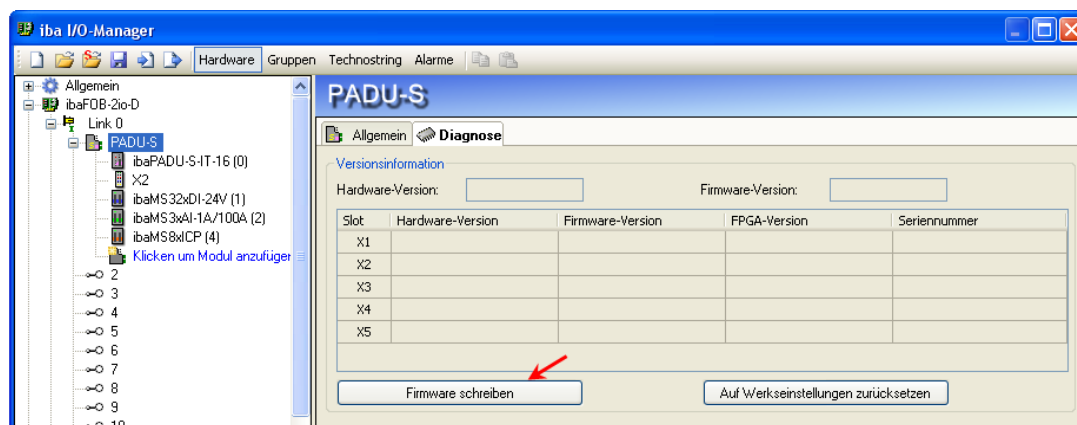 iba I/O-Manager
Hardware Gruppen Technostring Alarme
Allgemein
ibaFOB-2io-D
Link 0
PADU-S
ibaPADU-S-IT-16 (0)
X2
ibaMS32xDI-24V (1)
ibaMS3xAI-1A/100A (2)
ibaMS8xICP (4)
Klicken um Modul anzufügen
2
3
4
5
6
7
8
9
10
PADU-S
Allgemein Diagnose
Versionsinformation
Hardware-Version: Firmware-Version:
Slot Hardware-Version Firmware-Version FPGA-Version Seriennummer
X1
X2
X3
X4
X5
Firmware schreiben Auf Werkseinstellungen zurücksetzen